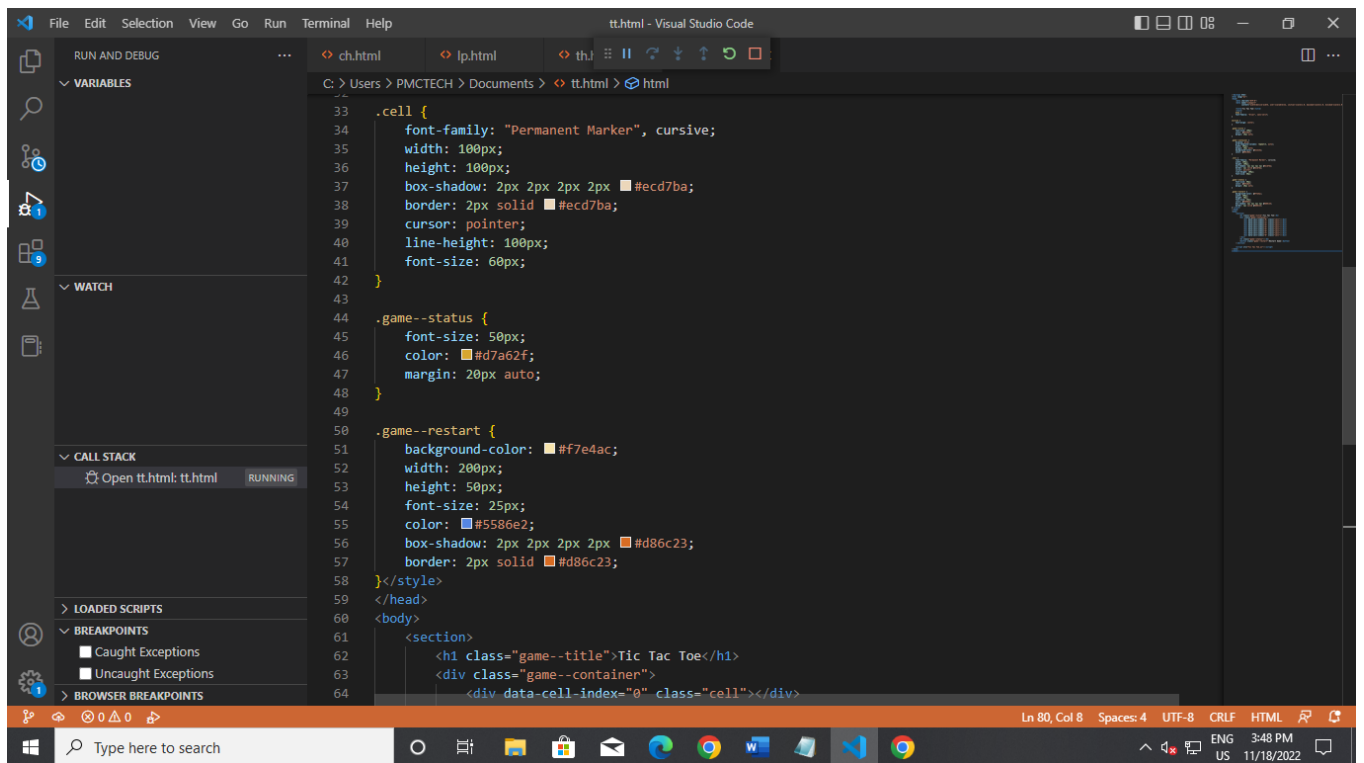 File Edit Selection View Go Run Terminal Help tt.html - Visual Studio Code
RUN AND DEBUG
ch.html lp.html th.h
VARIABLES
C: > Users > PMCTECH > Documents > tt.html > html
33 .cell {
34 font-family: "Permanent Marker", cursive;
35 width: 100px;
36 height: 100px;
37 box-shadow: 2px 2px 2px 2px #ecd7ba;
38 border: 2px solid #ecd7ba;
39 cursor: pointer;
40 line-height: 100px;
41 font-size: 60px;
42 }
43
44 .game--status {
45 font-size: 50px;
46 color: #d7a62f;
47 margin: 20px auto;
48 }
49
50 .game--restart {
51 background-color: #f7e4ac;
52 width: 200px;
53 height: 50px;
54 font-size: 25px;
55 color: #5586e2;
56 box-shadow: 2px 2px 2px 2px #d86c23;
57 border: 2px solid #d86c23;
58 }</style>
59 </head>
60 <body>
61 <section>
62 <h1 class="game--title">Tic Tac Toe</h1>
63 <div class="game--container">
64 <div data-cell-index="0" class="cell"></div>
WATCH
CALL STACK
Open tt.html: tt.html RUNNING
LOADED SCRIPTS
BREAKPOINTS
Caught Exceptions
Uncaught Exceptions
BROWSER BREAKPOINTS
1
9
1
0 0 Ln 80, Col 8 Spaces: 4 UTF-8 CRLF HTML
Type here to search
ENG
US
3:48 PM
11/18/2022